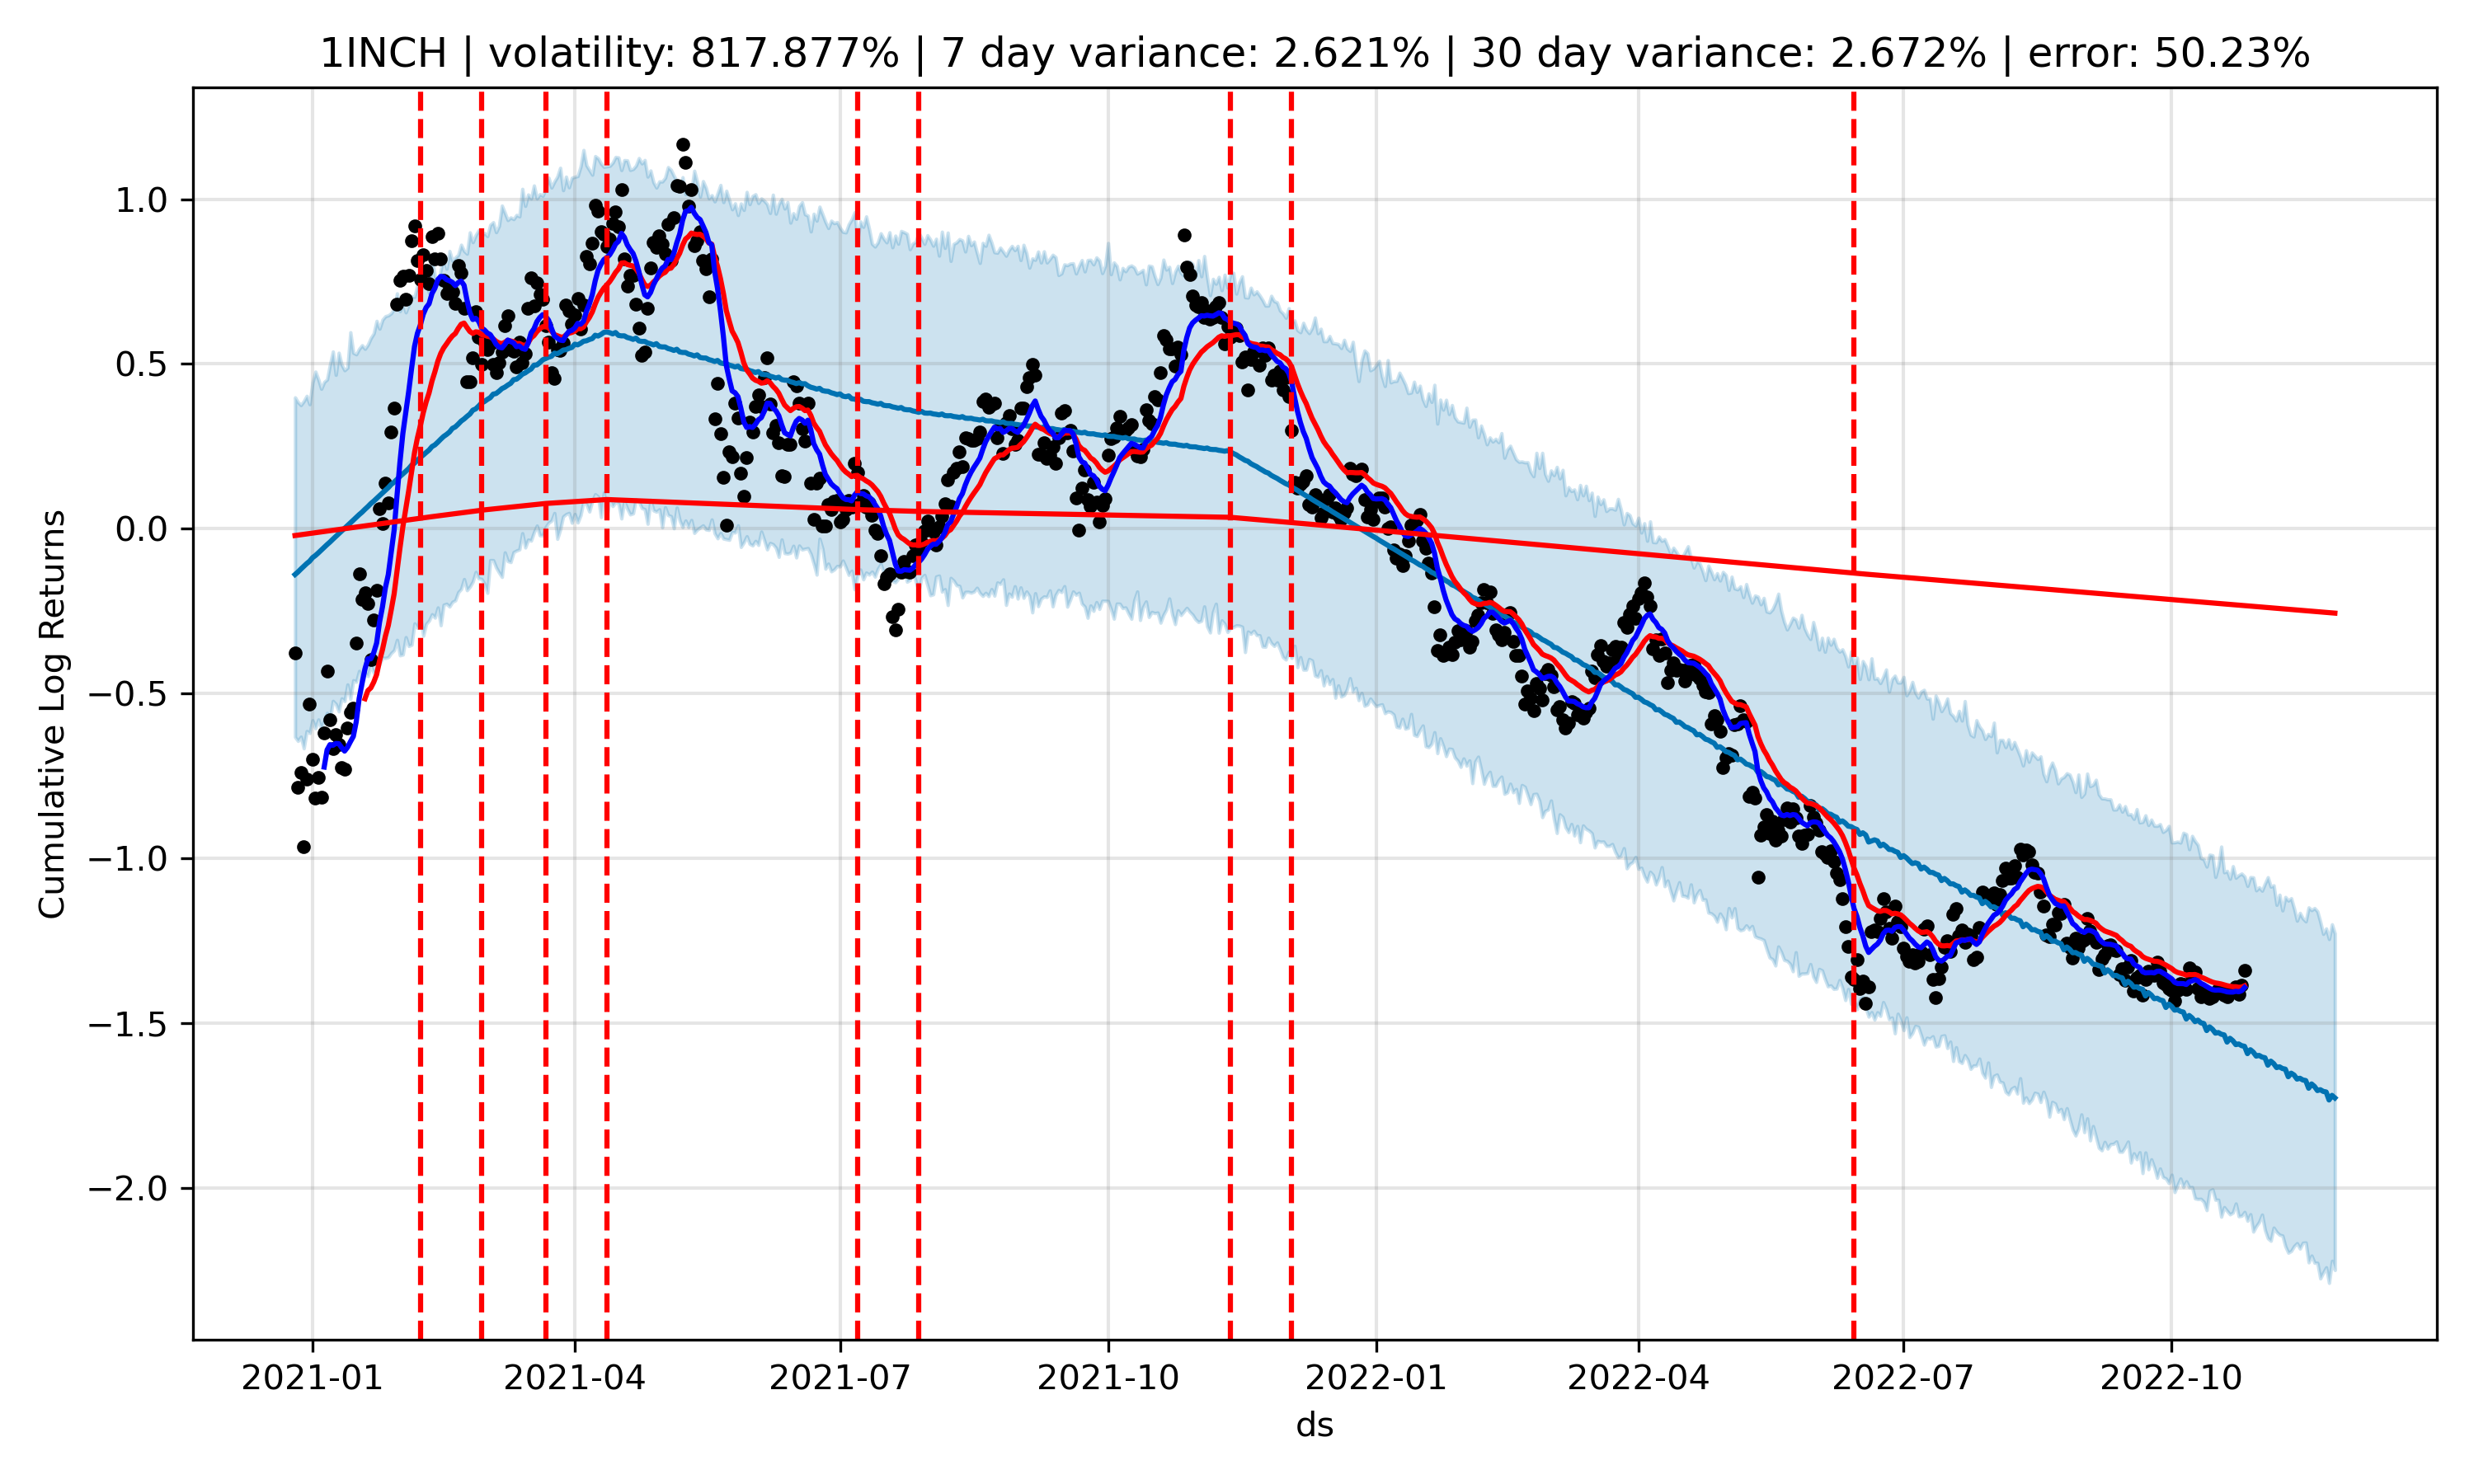 1INCH | volatility: 817.877% | 7 day variance: 2.621% | 30 day variance: 2.672% | error: 50.23%
Cumulative Log Returns
1.0
0.5
0.0
−0.5
−1.0
−1.5
−2.0
2021-01 2021-04 2021-07 2021-10 2022-01 2022-04 2022-07 2022-10
ds